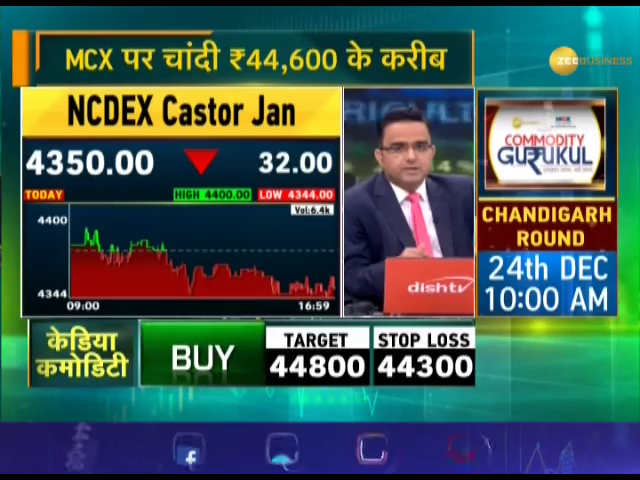 MCX पर चांदी ₹44,600 के करीब
ZEE BUSINESS
NCDEX Castor Jan
4350.00 32.00
TODAY HIGH 4400.00 LOW 4344.00
Vol:6.4k
4400
4344
09:00 16:59
dishtv
COMMODITY
GURUKUL
CHANDIGARH
ROUND
24th DEC
10:00 AM
केडिया
कमोडिटी
BUY
TARGET
44800
STOP LOSS
44300